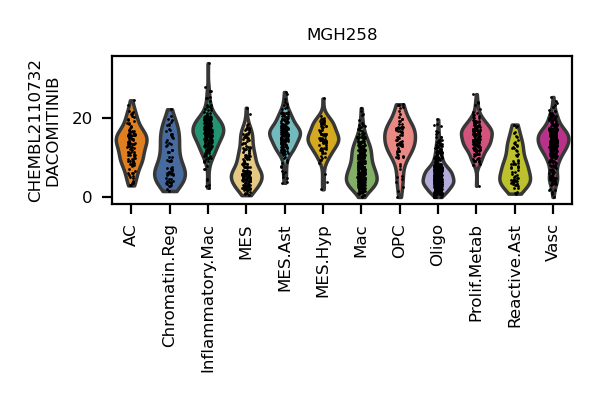 MGH258
CHEMBL2110732
DACOMITINIB
20
0
AC
Chromatin.Reg
Inflammatory.Mac
MES
MES.Ast
MES.Hyp
Mac
OPC
Oligo
Prolif.Metab
Reactive.Ast
Vasc